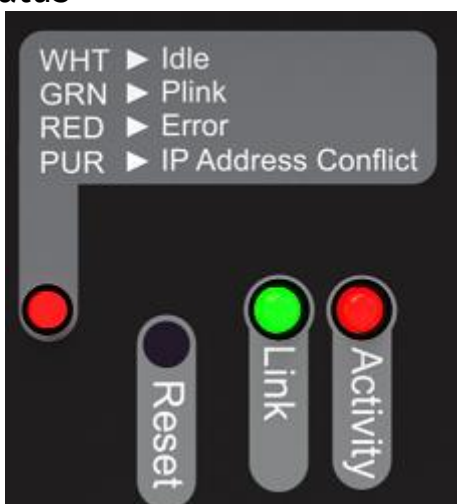 WHT ► Idle
GRN ► Plink
RED ► Error
PUR ► IP Address Conflict
Reset
Link
Activity